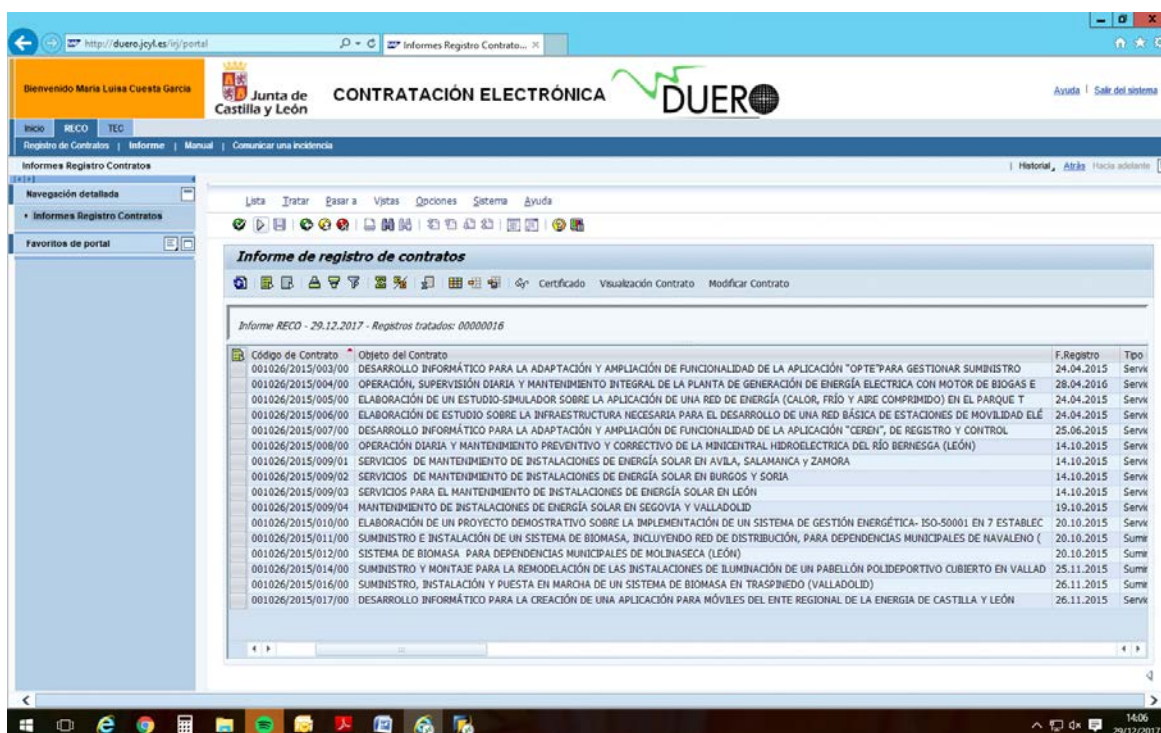 http://duero.jcyl.es/irj/portal
Informes Registro Contrato...
Bienvenido María Luisa Cuesta García
Junta de
Castilla y León
CONTRATACIÓN ELECTRÓNICA
DUERO
Ayuda | Salir del sistema
Inicio RECO TEC
Registro de Contratos | Informe | Manual | Comunicar una incidencia
Informes Registro Contratos
| Historial, Atrás Hacia adelante
Navegación detallada
• Informes Registro Contratos
Favoritos de portal
Lista Tratar Pasar a Vistas Opciones Sistema Ayuda
Informe de registro de contratos
Certificado Visualización Contrato Modificar Contrato
Informe RECO - 29.12.2017 - Registros tratados: 00000016
Código de Contrato Objeto del Contrato F.Registro Tipo
001026/2015/003/00 DESARROLLO INFORMÁTICO PARA LA ADAPTACIÓN Y AMPLIACIÓN DE FUNCIONALIDAD DE LA APLICACIÓN "OPTE"PARA GESTIONAR SUMINISTRO 24.04.2015 Servic
001026/2015/004/00 OPERACIÓN, SUPERVISIÓN DIARIA Y MANTENIMIENTO INTEGRAL DE LA PLANTA DE GENERACIÓN DE ENERGÍA ELECTRICA CON MOTOR DE BIOGAS E 28.04.2016 Servic
001026/2015/005/00 ELABORACIÓN DE UN ESTUDIO-SIMULADOR SOBRE LA APLICACIÓN DE UNA RED DE ENERGÍA (CALOR, FRÍO Y AIRE COMPRIMIDO) EN EL PARQUE T 24.04.2015 Servic
001026/2015/006/00 ELABORACIÓN DE ESTUDIO SOBRE LA INFRAESTRUCTURA NECESARIA PARA EL DESARROLLO DE UNA RED BÁSICA DE ESTACIONES DE MOVILIDAD ELÉ 24.04.2015 Servic
001026/2015/007/00 DESARROLLO INFORMÁTICO PARA LA ADAPTACIÓN Y AMPLIACIÓN DE FUNCIONALIDAD DE LA APLICACIÓN "CEREN", DE REGISTRO Y CONTROL 25.06.2015 Servic
001026/2015/008/00 OPERACIÓN DIARIA Y MANTENIMIENTO PREVENTIVO Y CORRECTIVO DE LA MINICENTRAL HIDROELECTRICA DEL RÍO BERNESGA (LEÓN) 14.10.2015 Servic
001026/2015/009/01 SERVICIOS DE MANTENIMIENTO DE INSTALACIONES DE ENERGÍA SOLAR EN AVILA, SALAMANCA y ZAMORA 14.10.2015 Servic
001026/2015/009/02 SERVICIOS DE MANTENIMIENTO DE INSTALACIONES DE ENERGÍA SOLAR EN BURGOS Y SORIA 14.10.2015 Servic
001026/2015/009/03 SERVICIOS PARA EL MANTENIMIENTO DE INSTALACIONES DE ENERGÍA SOLAR EN LEÓN 14.10.2015 Servic
001026/2015/009/04 MANTENIMIENTO DE INSTALACIONES DE ENERGÍA SOLAR EN SEGOVIA Y VALLADOLID 19.10.2015 Servic
001026/2015/010/00 ELABORACIÓN DE UN PROYECTO DEMOSTRATIVO SOBRE LA IMPLEMENTACIÓN DE UN SISTEMA DE GESTIÓN ENERGÉTICA- ISO-50001 EN 7 ESTABLEC 20.10.2015 Servic
001026/2015/011/00 SUMINISTRO E INSTALACIÓN DE UN SISTEMA DE BIOMASA, INCLUYENDO RED DE DISTRIBUCIÓN, PARA DEPENDENCIAS MUNICIPALES DE NAVALENO ( 20.10.2015 Sumir
001026/2015/012/00 SISTEMA DE BIOMASA PARA DEPENDENCIAS MUNICIPALES DE MOLINASECA (LEÓN) 20.10.2015 Sumir
001026/2015/014/00 SUMINISTRO Y MONTAJE PARA LA REMODELACIÓN DE LAS INSTALACIONES DE ILUMINACIÓN DE UN PABELLÓN POLIDEPORTIVO CUBIERTO EN VALLAD 25.11.2015 Sumir
001026/2015/016/00 SUMINISTRO, INSTALACIÓN Y PUESTA EN MARCHA DE UN SISTEMA DE BIOMASA EN TRASPINEDO (VALLADOLID) 26.11.2015 Sumir
001026/2015/017/00 DESARROLLO INFORMÁTICO PARA LA CREACIÓN DE UNA APLICACIÓN PARA MÓVILES DEL ENTE REGIONAL DE LA ENERGIA DE CASTILLA Y LEÓN 26.11.2015 Servic
14:06
29/12/2017